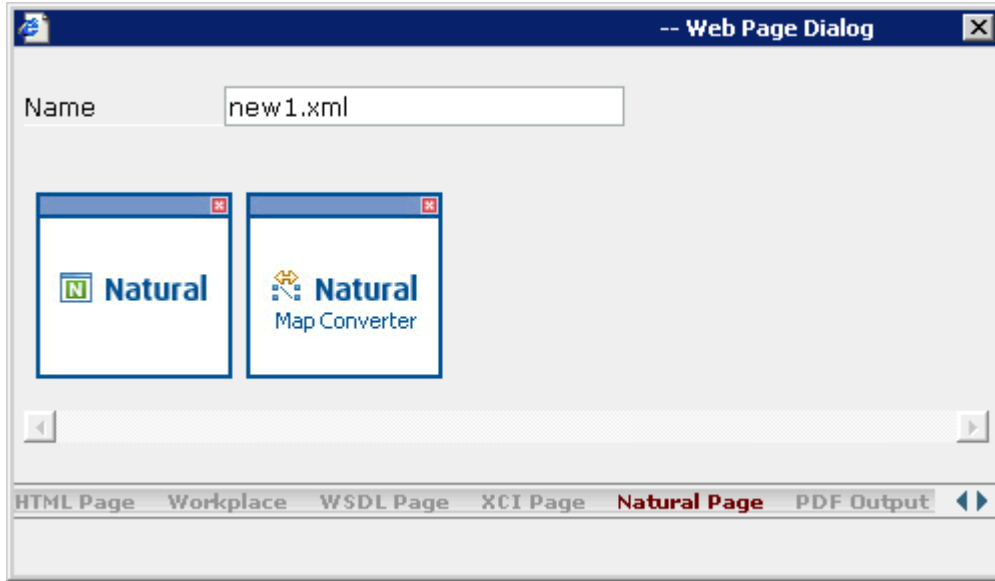 -- Web Page Dialog
Name new1.xml
Natural Natural
Map Converter
HTML Page Workplace WSDL Page XCI Page Natural Page PDF Output